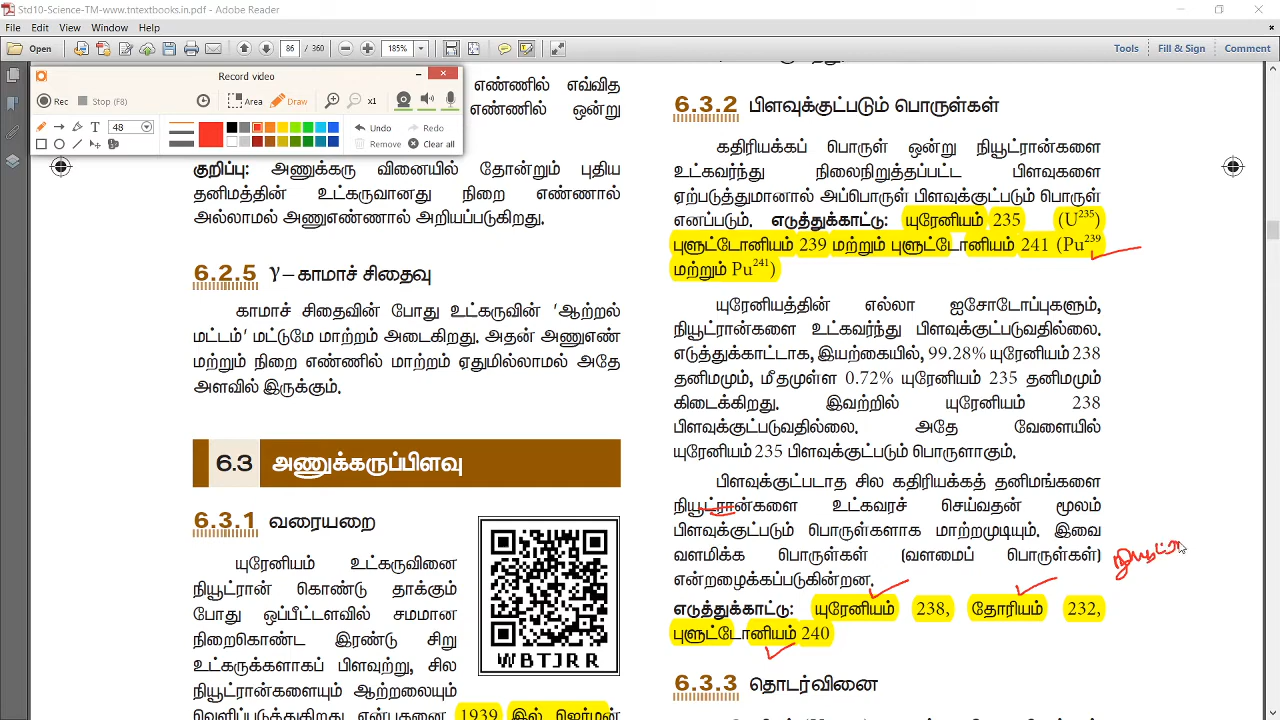 Std10-Science-TM-www.tntextbooks.in.pdf - Adobe Reader
File Edit View Window Help
Open 86 / 360 185% Tools Fill & Sign Comment
Record video
Rec Stop (F8) Area Draw x1
T 48 Undo Redo
Remove Clear all
எண்ணில் எவ்வித
எண்ணில் ஒன்று
குறிப்பு: அணுக்கரு வினையில் தோன்றும் புதிய
தனிமத்தின் உட்கருவானது நிறை எண்ணால்
அல்லாமல் அணுஎண்ணால் அறியப்படுகிறது.
6.2.5 γ – காமாச் சிதைவு
காமாச் சிதைவின் போது உட்கருவின் 'ஆற்றல்
மட்டம்' மட்டுமே மாற்றம் அடைகிறது. அதன் அணுஎண்
மற்றும் நிறை எண்ணில் மாற்றம் ஏதுமில்லாமல் அதே
அளவில் இருக்கும்.
6.3 அணுக்கருப்பிளவு
6.3.1 வரையறை
யுரேனியம் உட்கருவினை
நியூட்ரான் கொண்டு தாக்கும்
போது ஒப்பீட்டளவில் சமமான
நிறைகொண்ட இரண்டு சிறு
உட்கருக்களாகப் பிளவுற்று, சில
நியூட்ரான்களையும் ஆற்றலையும்
வெளிப்படுத்துகிறது என்பதனை 1939 இல் ஜெர்மன்
WBTJRR
6.3.2 பிளவுக்குட்படும் பொருள்கள்
கதிரியக்கப் பொருள் ஒன்று நியூட்ரான்களை
உட்கவர்ந்து நிலைநிறுத்தப்பட்ட பிளவுகளை
ஏற்படுத்துமானால் அப்பொருள் பிளவுக்குட்படும் பொருள்
எனப்படும். எடுத்துக்காட்டு: யுரேனியம் 235 (U²³⁵)
புளுட்டோனியம் 239 மற்றும் புளுட்டோனியம் 241 (Pu²³⁹
மற்றும் Pu²⁴¹)
யுரேனியத்தின் எல்லா ஐசோடோப்புகளும்,
நியூட்ரான்களை உட்கவர்ந்து பிளவுக்குட்படுவதில்லை.
எடுத்துக்காட்டாக, இயற்கையில், 99.28% யுரேனியம் 238
தனிமமும், மீதமுள்ள 0.72% யுரேனியம் 235 தனிமமும்
கிடைக்கிறது. இவற்றில் யுரேனியம் 238
பிளவுக்குட்படுவதில்லை. அதே வேளையில்
யுரேனியம் 235 பிளவுக்குட்படும் பொருளாகும்.
பிளவுக்குட்படாத சில கதிரியக்கத் தனிமங்களை
நியூட்ரான்களை உட்கவரச் செய்வதன் மூலம்
பிளவுக்குட்படும் பொருள்களாக மாற்றமுடியும். இவை
வளமிக்க பொருள்கள் (வளமைப் பொருள்கள்)
என்றழைக்கப்படுகின்றன.
எடுத்துக்காட்டு: யுரேனியம் 238, தோரியம் 232,
புளுட்டோனியம் 240
6.3.3 தொடர்வினை